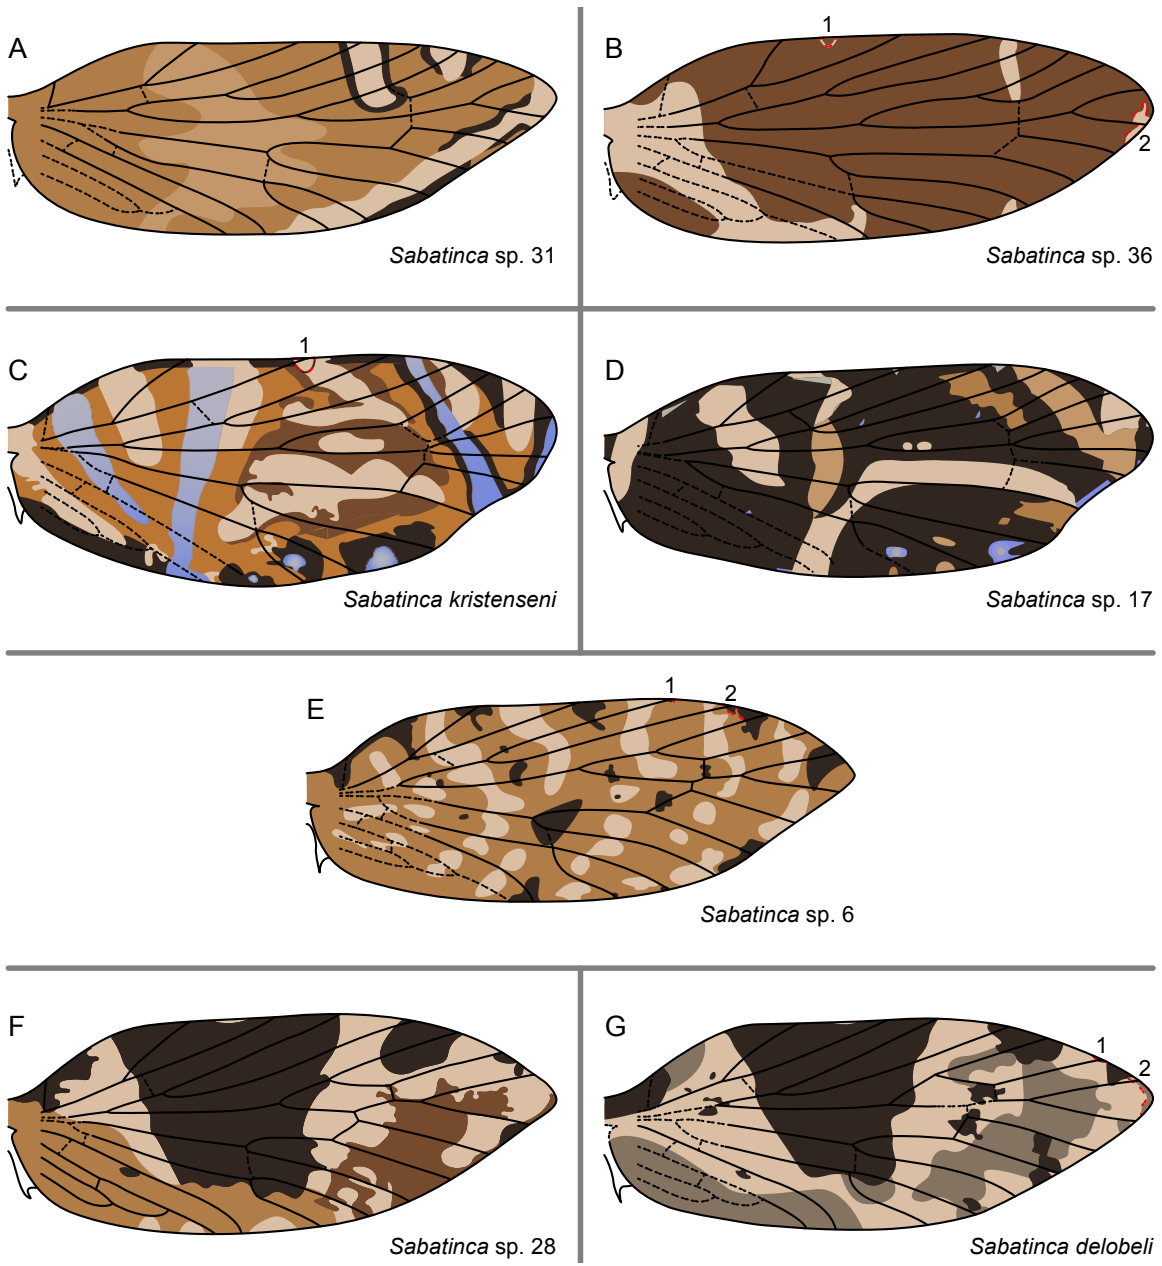 A
Sabatinca sp. 31
B
1
2
Sabatinca sp. 36
C
1
Sabatinca kristenseni
D
Sabatinca sp. 17
E
1
2
Sabatinca sp. 6
F
Sabatinca sp. 28
G
1
2
Sabatinca delobeli